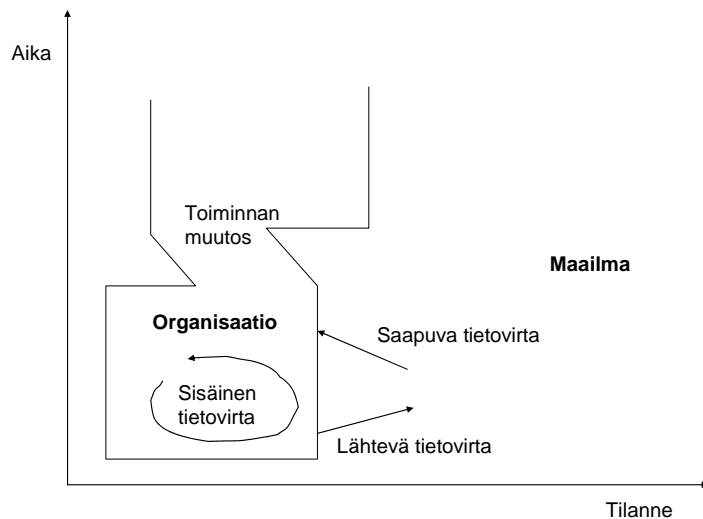 Aika
Toiminnan
muutos
Maailma
Organisaatio
Saapuva tietovirta
Sisäinen
tietovirta
Lähtevä tietovirta
Tilanne